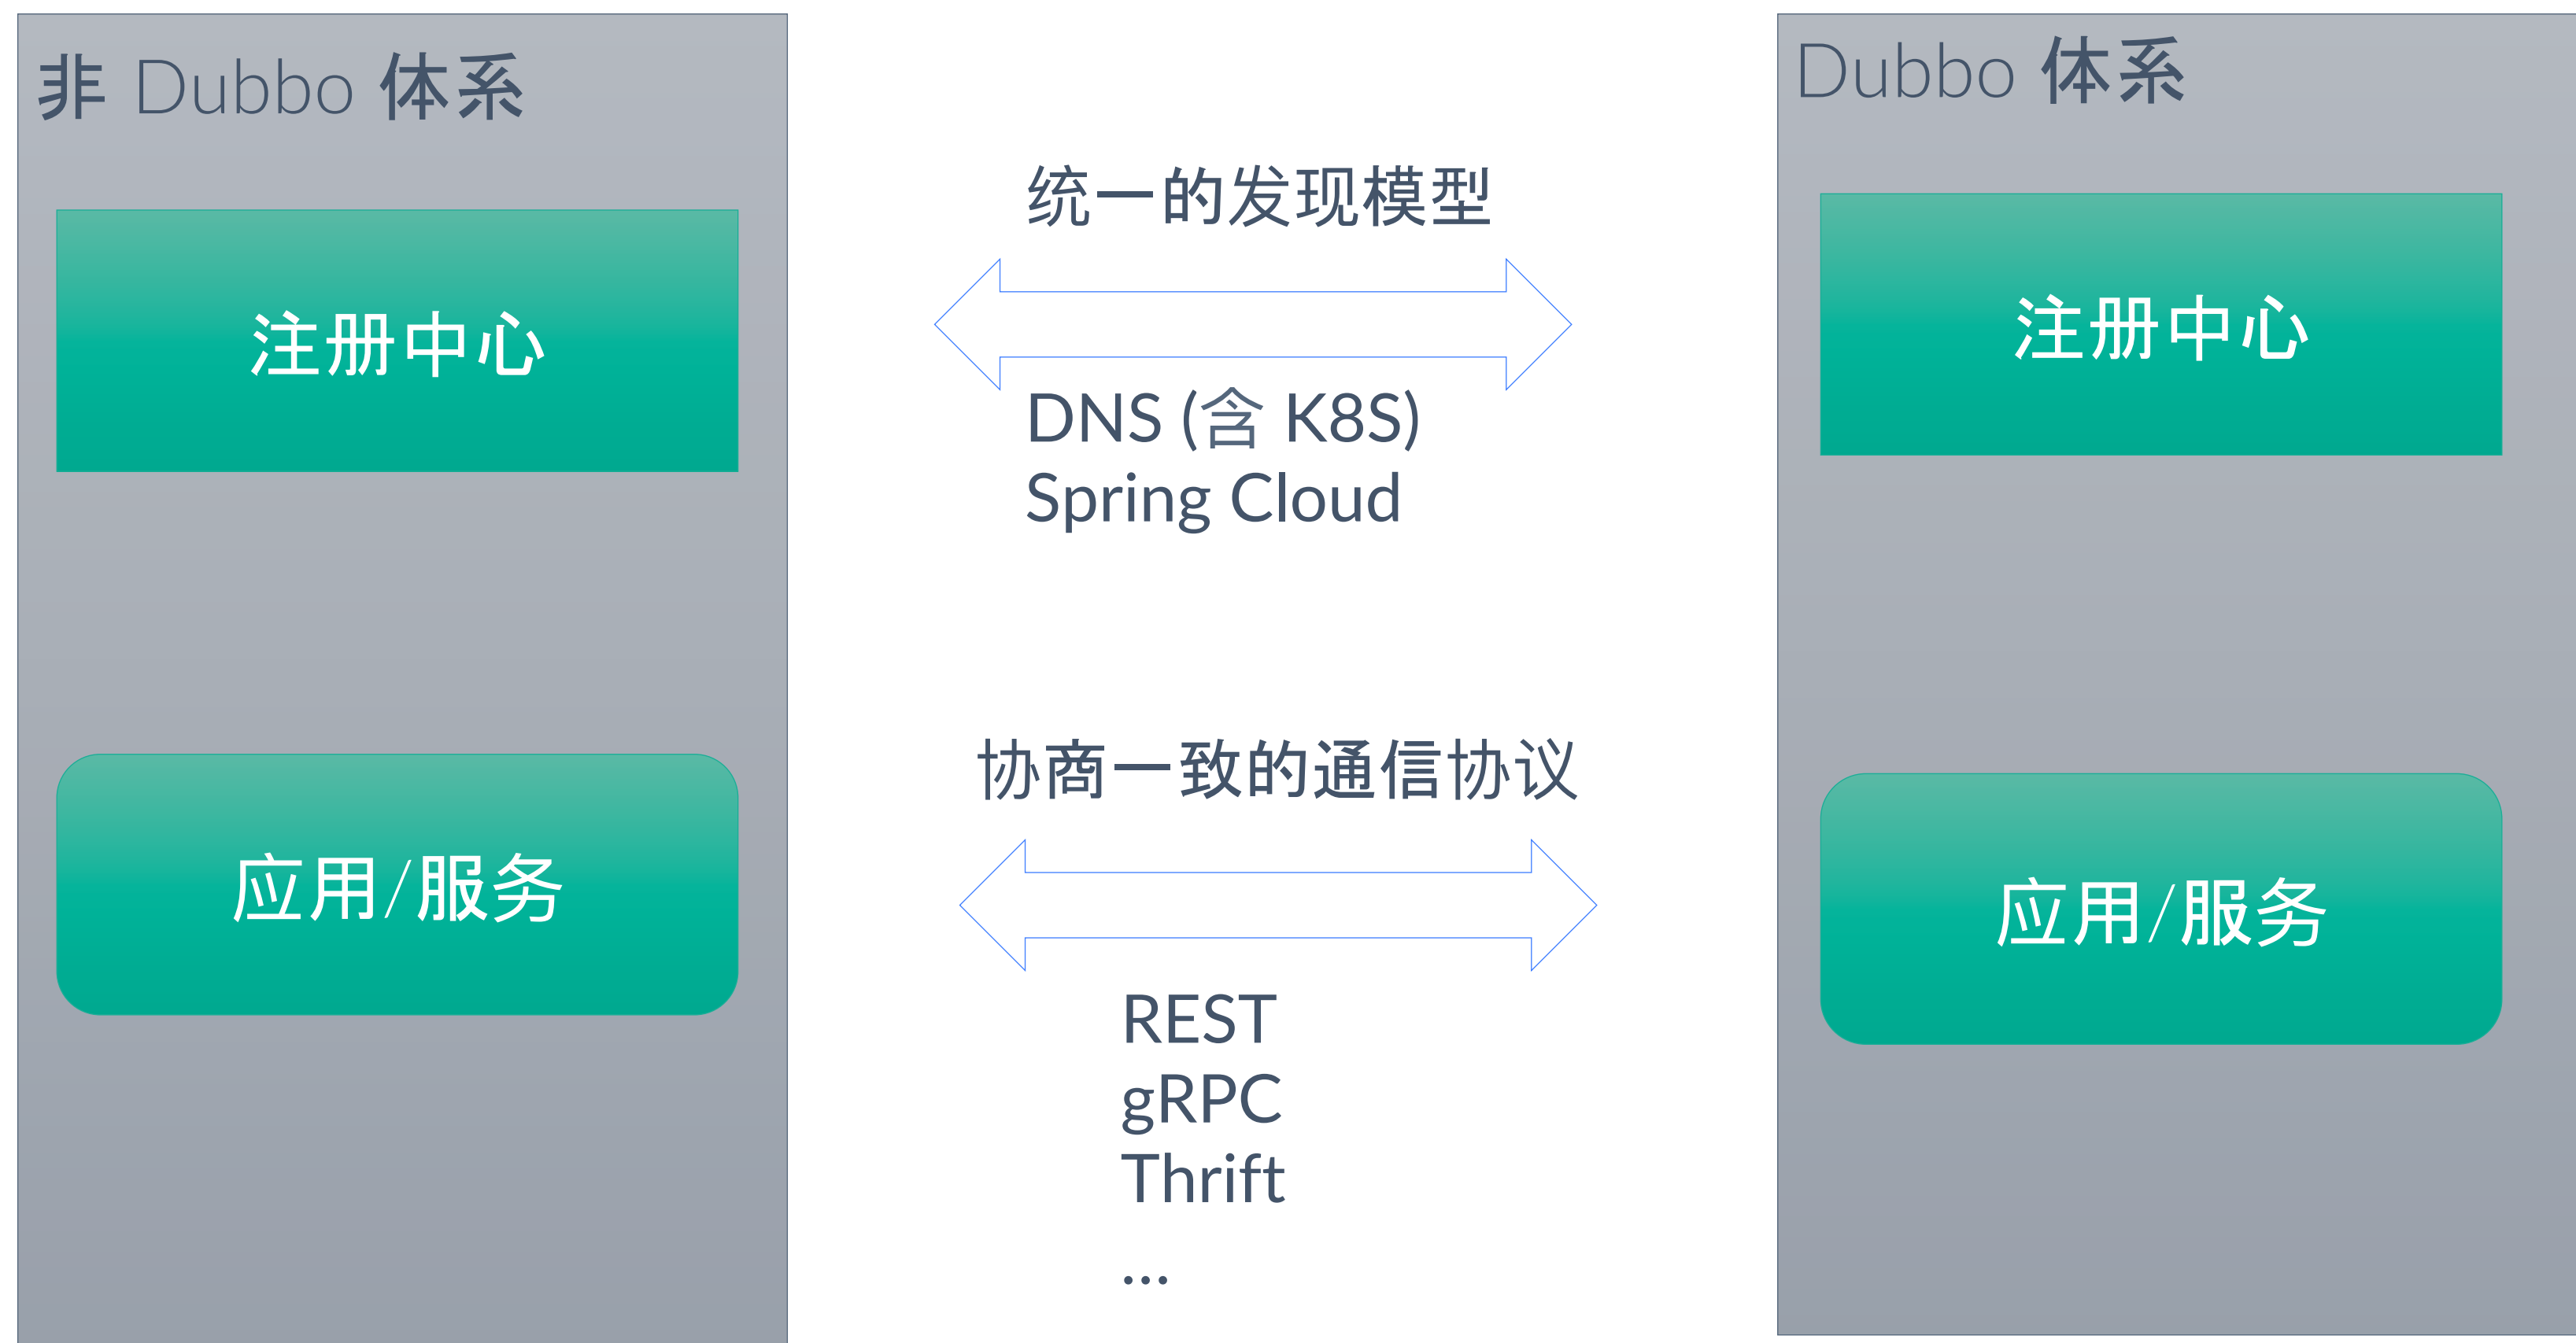 非 Dubbo 体系
注册中心
应用/服务
统一的发现模型
DNS (含 K8S)
Spring Cloud
协商一致的通信协议
REST
gRPC
Thrift
...
Dubbo 体系
注册中心
应用/服务